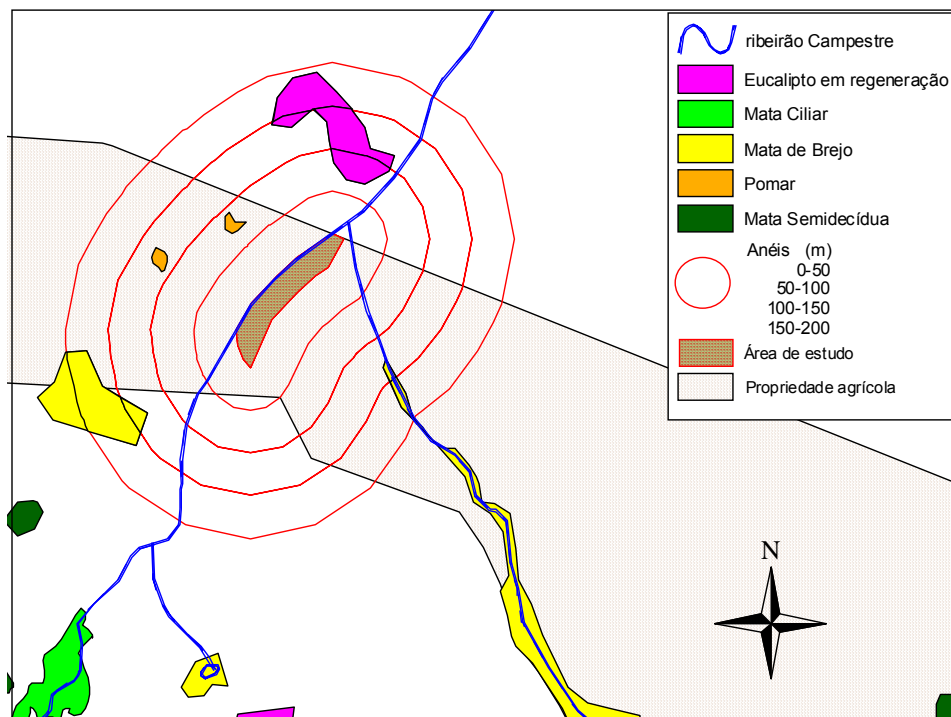 ribeirão Campestre
Eucalipto em regeneração
Mata Ciliar
Mata de Brejo
Pomar
Mata Semidecídua
Anéis (m)
0-50
50-100
100-150
150-200
Área de estudo
Propriedade agrícola
N